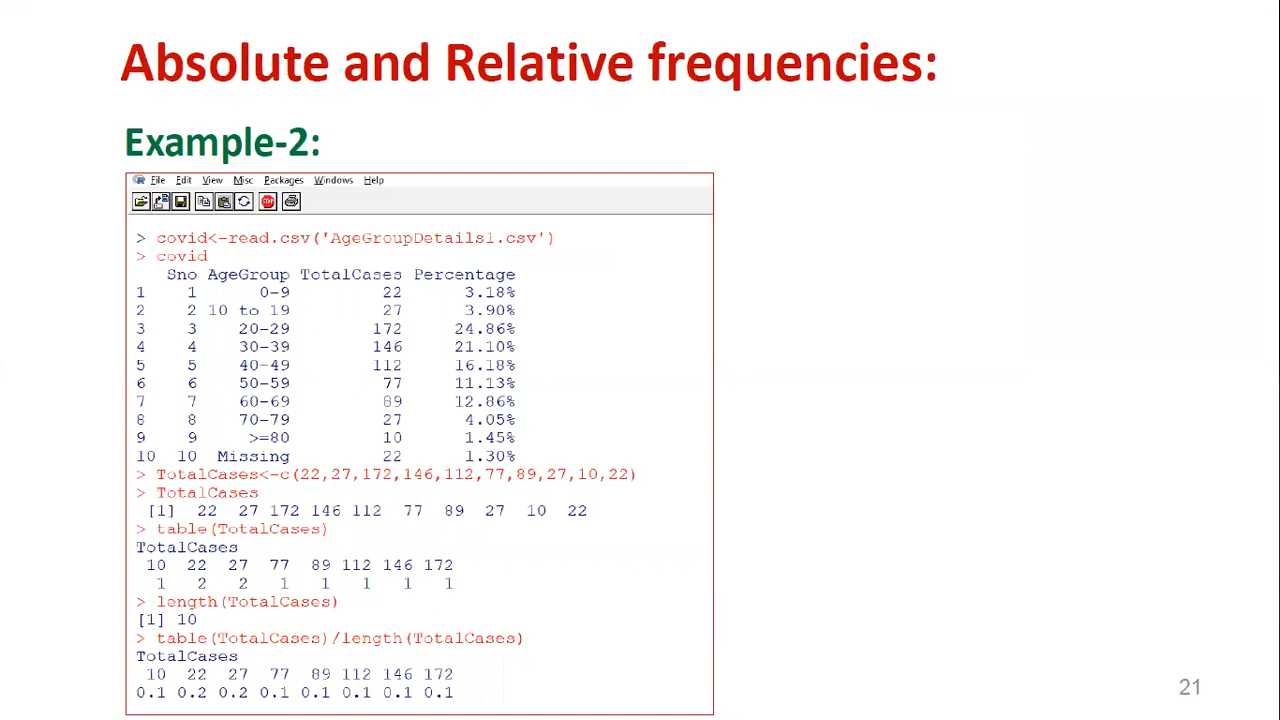 Absolute and Relative frequencies:
Example-2:
File Edit View Misc Packages Windows Help
> covid<-read.csv('AgeGroupDetails1.csv')
> covid
Sno AgeGroup TotalCases Percentage
1 1 0-9 22 3.18%
2 2 10 to 19 27 3.90%
3 3 20-29 172 24.86%
4 4 30-39 146 21.10%
5 5 40-49 112 16.18%
6 6 50-59 77 11.13%
7 7 60-69 89 12.86%
8 8 70-79 27 4.05%
9 9 >=80 10 1.45%
10 10 Missing 22 1.30%
> TotalCases<-c(22,27,172,146,112,77,89,27,10,22)
> TotalCases
[1] 22 27 172 146 112 77 89 27 10 22
> table(TotalCases)
TotalCases
10 22 27 77 89 112 146 172
1 2 2 1 1 1 1 1
> length(TotalCases)
[1] 10
> table(TotalCases)/length(TotalCases)
TotalCases
10 22 27 77 89 112 146 172
0.1 0.2 0.2 0.1 0.1 0.1 0.1 0.1
21